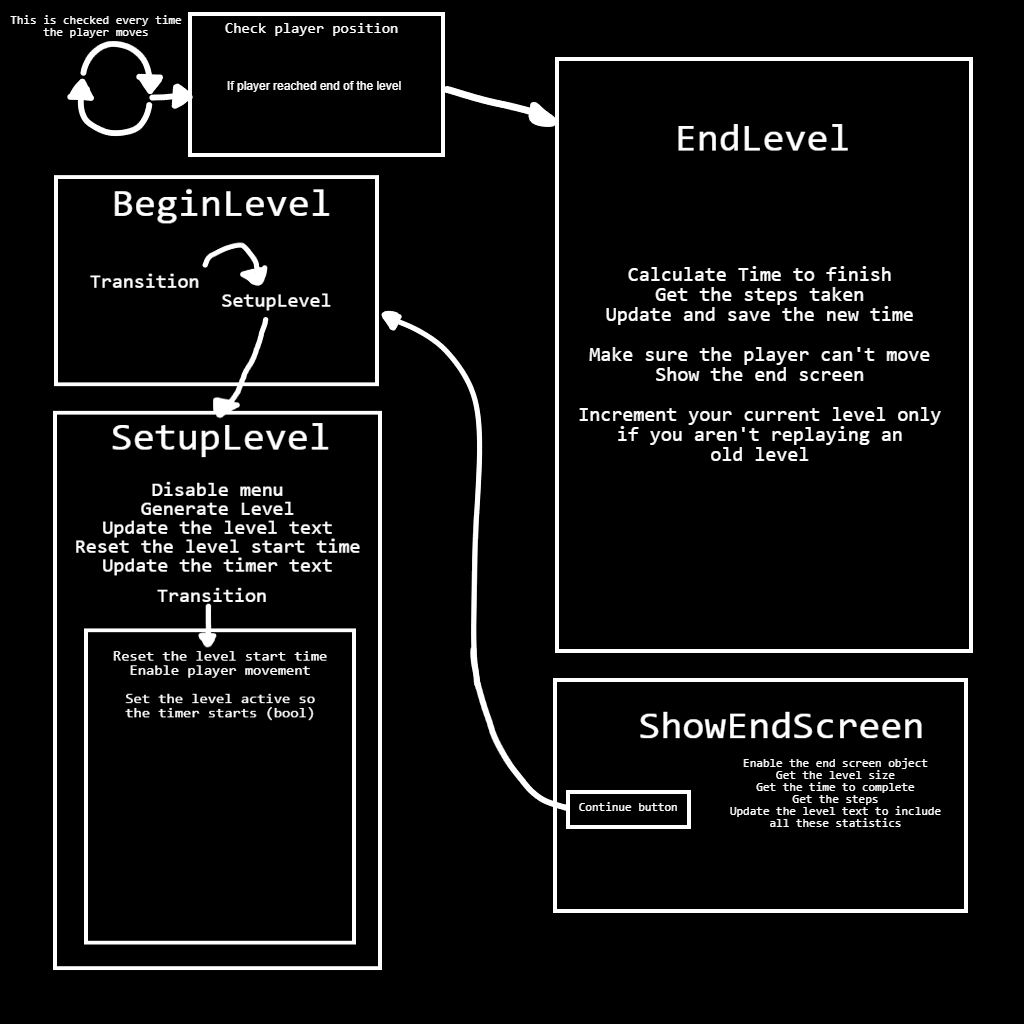 This is checked every time
the player moves
Check player position
If player reached end of the level
EndLevel
Calculate Time to finish
Get the steps taken
Update and save the new time
Make sure the player can't move
Show the end screen
Increment your current level only
if you aren't replaying an
old level
BeginLevel
Transition
SetupLevel
SetupLevel
Disable menu
Generate Level
Update the level text
Reset the level start time
Update the timer text
Transition
Reset the level start time
Enable player movement
Set the level active so
the timer starts (bool)
ShowEndScreen
Enable the end screen object
Get the level size
Get the time to complete
Get the steps
Update the level text to include
all these statistics
Continue button